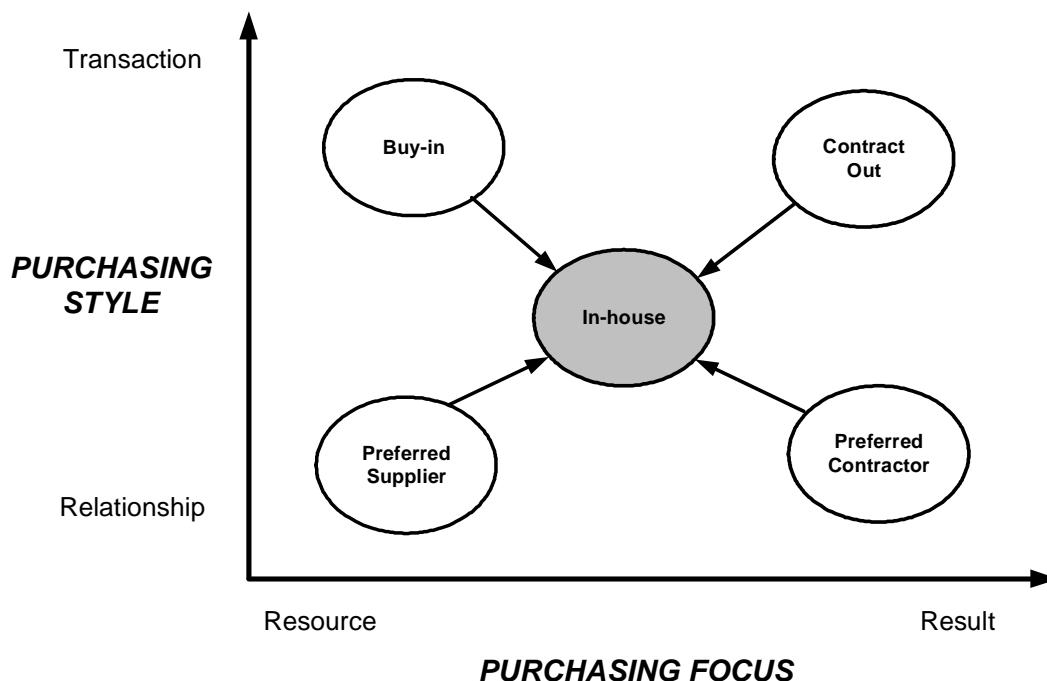 Transaction
Buy-in
Contract
Out
PURCHASING
STYLE
In-house
Preferred
Supplier
Preferred
Contractor
Relationship
Resource
Result
PURCHASING FOCUS